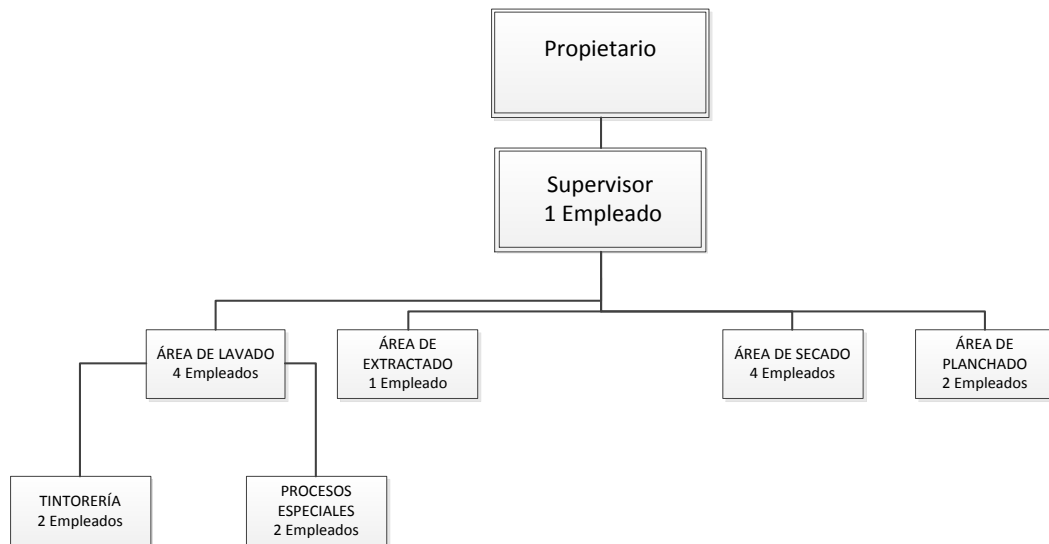 Propietario
Supervisor
1 Empleado
ÁREA DE LAVADO
4 Empleados
ÁREA DE
EXTRACTADO
1 Empleado
ÁREA DE SECADO
4 Empleados
ÁREA DE
PLANCHADO
2 Empleados
TINTORERÍA
2 Empleados
PROCESOS
ESPECIALES
2 Empleados